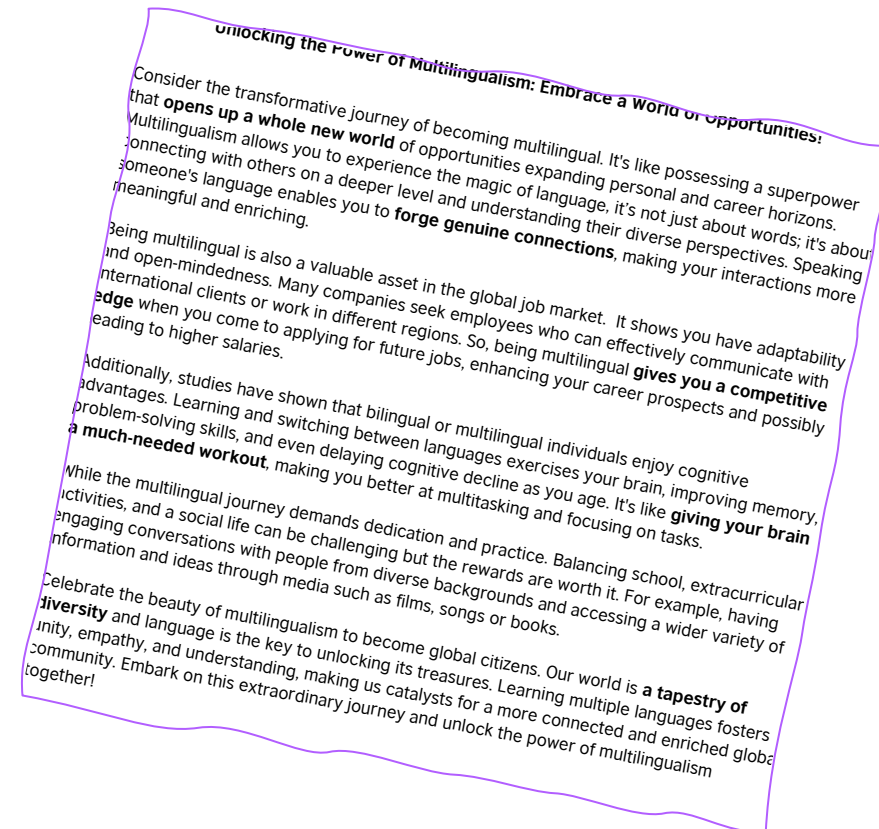 Unlocking the Power of Multilingualism: Embrace a World of Opportunities!
Consider the transformative journey of becoming multilingual. It's like possessing a superpower
that opens up a whole new world of opportunities expanding personal and career horizons.
Multilingualism allows you to experience the magic of language, it's not just about words; it's about
connecting with others on a deeper level and understanding their diverse perspectives. Speaking
someone's language enables you to forge genuine connections, making your interactions more
meaningful and enriching.
Being multilingual is also a valuable asset in the global job market.  It shows you have adaptability
and open-mindedness. Many companies seek employees who can effectively communicate with
international clients or work in different regions. So, being multilingual gives you a competitive
edge when you come to applying for future jobs, enhancing your career prospects and possibly
leading to higher salaries.
Additionally, studies have shown that bilingual or multilingual individuals enjoy cognitive
advantages. Learning and switching between languages exercises your brain, improving memory,
problem-solving skills, and even delaying cognitive decline as you age. It's like giving your brain
a much-needed workout, making you better at multitasking and focusing on tasks.
While the multilingual journey demands dedication and practice. Balancing school, extracurricular
activities, and a social life can be challenging but the rewards are worth it. For example, having
engaging conversations with people from diverse backgrounds and accessing a wider variety of
information and ideas through media such as films, songs or books.
Celebrate the beauty of multilingualism to become global citizens. Our world is a tapestry of
diversity and language is the key to unlocking its treasures. Learning multiple languages fosters
unity, empathy, and understanding, making us catalysts for a more connected and enriched global
community. Embark on this extraordinary journey and unlock the power of multilingualism
together!